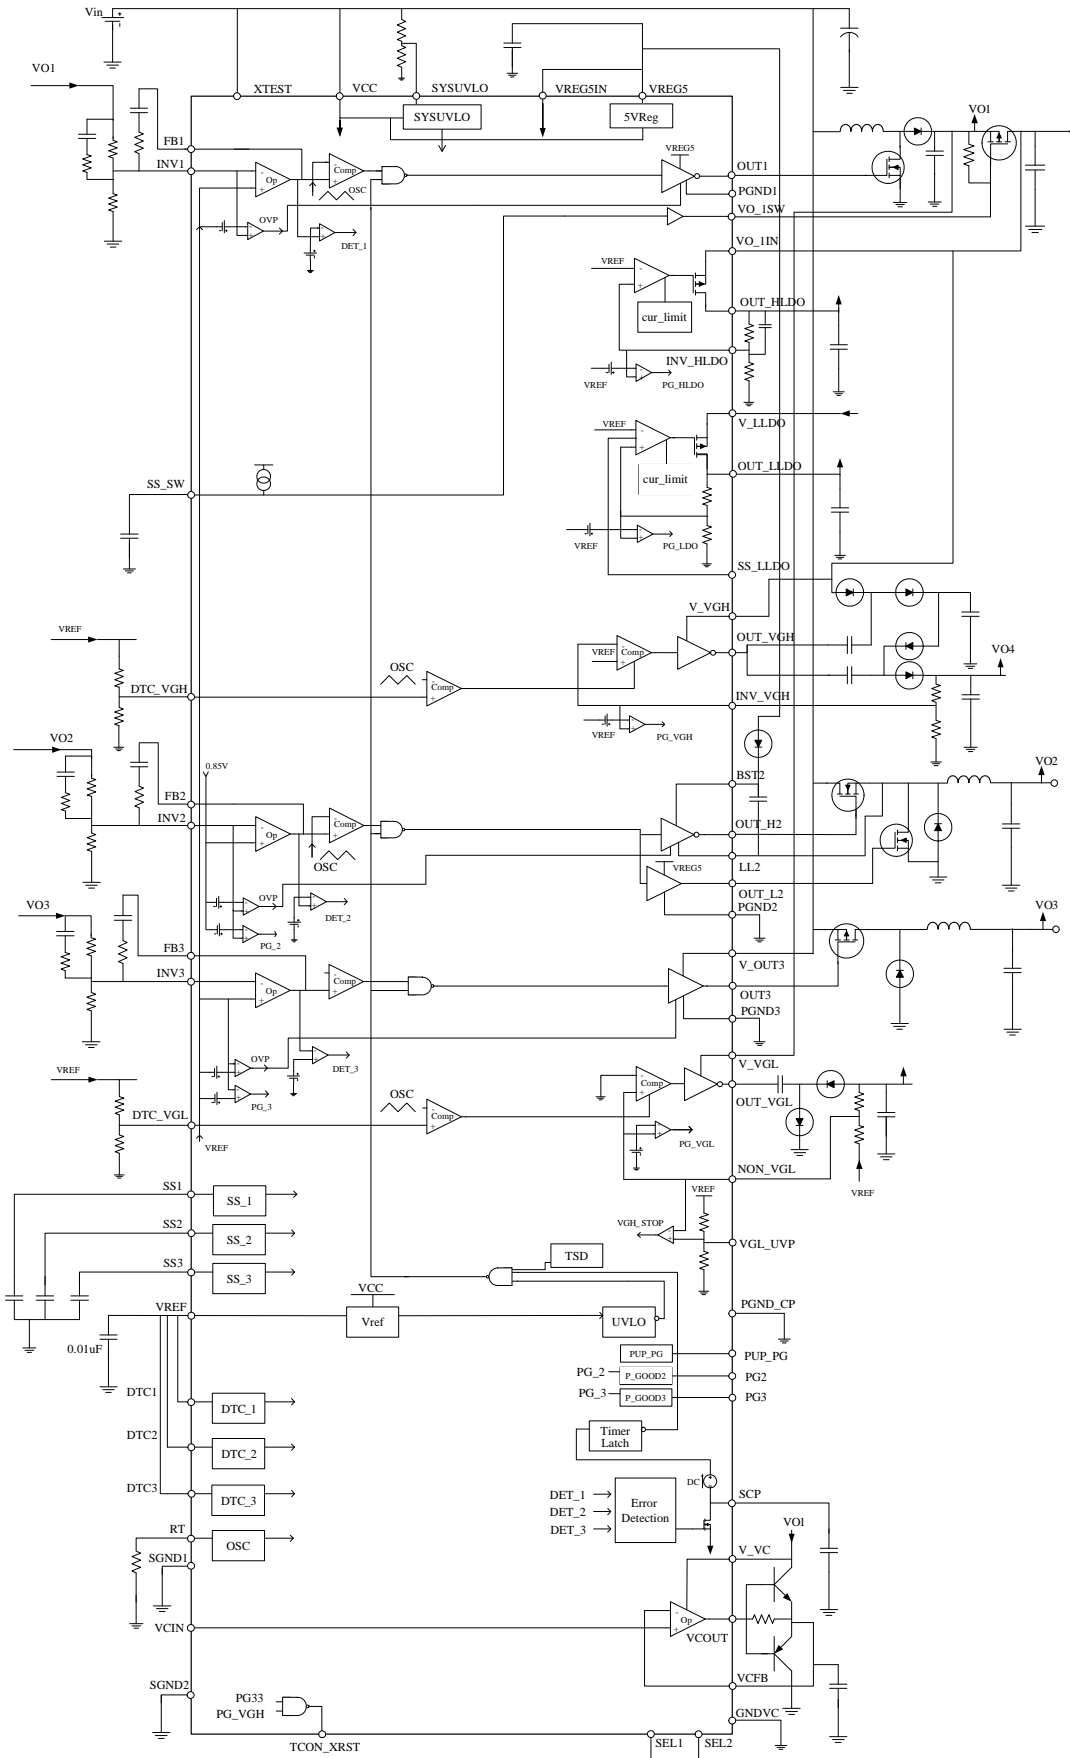 Vin
VO1
XTEST
VCC
SYSUVLO
VREG5IN
VREG5
SYSUVLO
5VReg
VO1
FB1
INV1
Op
Comp
OSC
VREG5
OUT1
PGND1
VO_1SW
OVP
DET_1
VO_1IN
VREF
cur_limit
OUT_HLDO
INV_HLDO
VREF
PG_HLDO
V_LLDO
VREF
cur_limit
OUT_LLDO
SS_SW
VREF
PG_LDO
SS_LLDO
V_VGH
VREF
OUT_VGH
VREF
Comp
VO4
OSC
Comp
DTC_VGH
INV_VGH
VREF
PG_VGH
VO2
0.85V
BST2
VO2
FB2
INV2
Op
Comp
OSC
OUT_H2
LL2
VREG5
OUT_L2
PGND2
OVP
DET_2
PG_2
VO3
VO3
FB3
INV3
Op
Comp
V_OUT3
OUT3
PGND3
OVP
DET_3
PG_3
V_VGL
VREF
Comp
OUT_VGL
OSC
Comp
DTC_VGL
VREF
PG_VGL
NON_VGL
VREF
SS1
SS_1
VREF
SS2
SS_2
VGH_STOP
VGL_UVP
SS3
SS_3
TSD
VREF
VCC
Vref
UVLO
PGND_CP
0.01uF
PUP_PG
PUP_PG
PG_2
P_GOOD2
PG2
PG_3
P_GOOD3
PG3
DTC1
DTC_1
DTC2
DTC_2
Timer
Latch
DTC3
DTC_3
DC
DET_1
DET_2
DET_3
Error
Detection
SCP
RT
OSC
VO1
SGND1
V_VC
VCIN
Op
VCOUT
VCFB
SGND2
PG33
PG_VGH
GNDVC
TCON_XRST
SEL1
SEL2